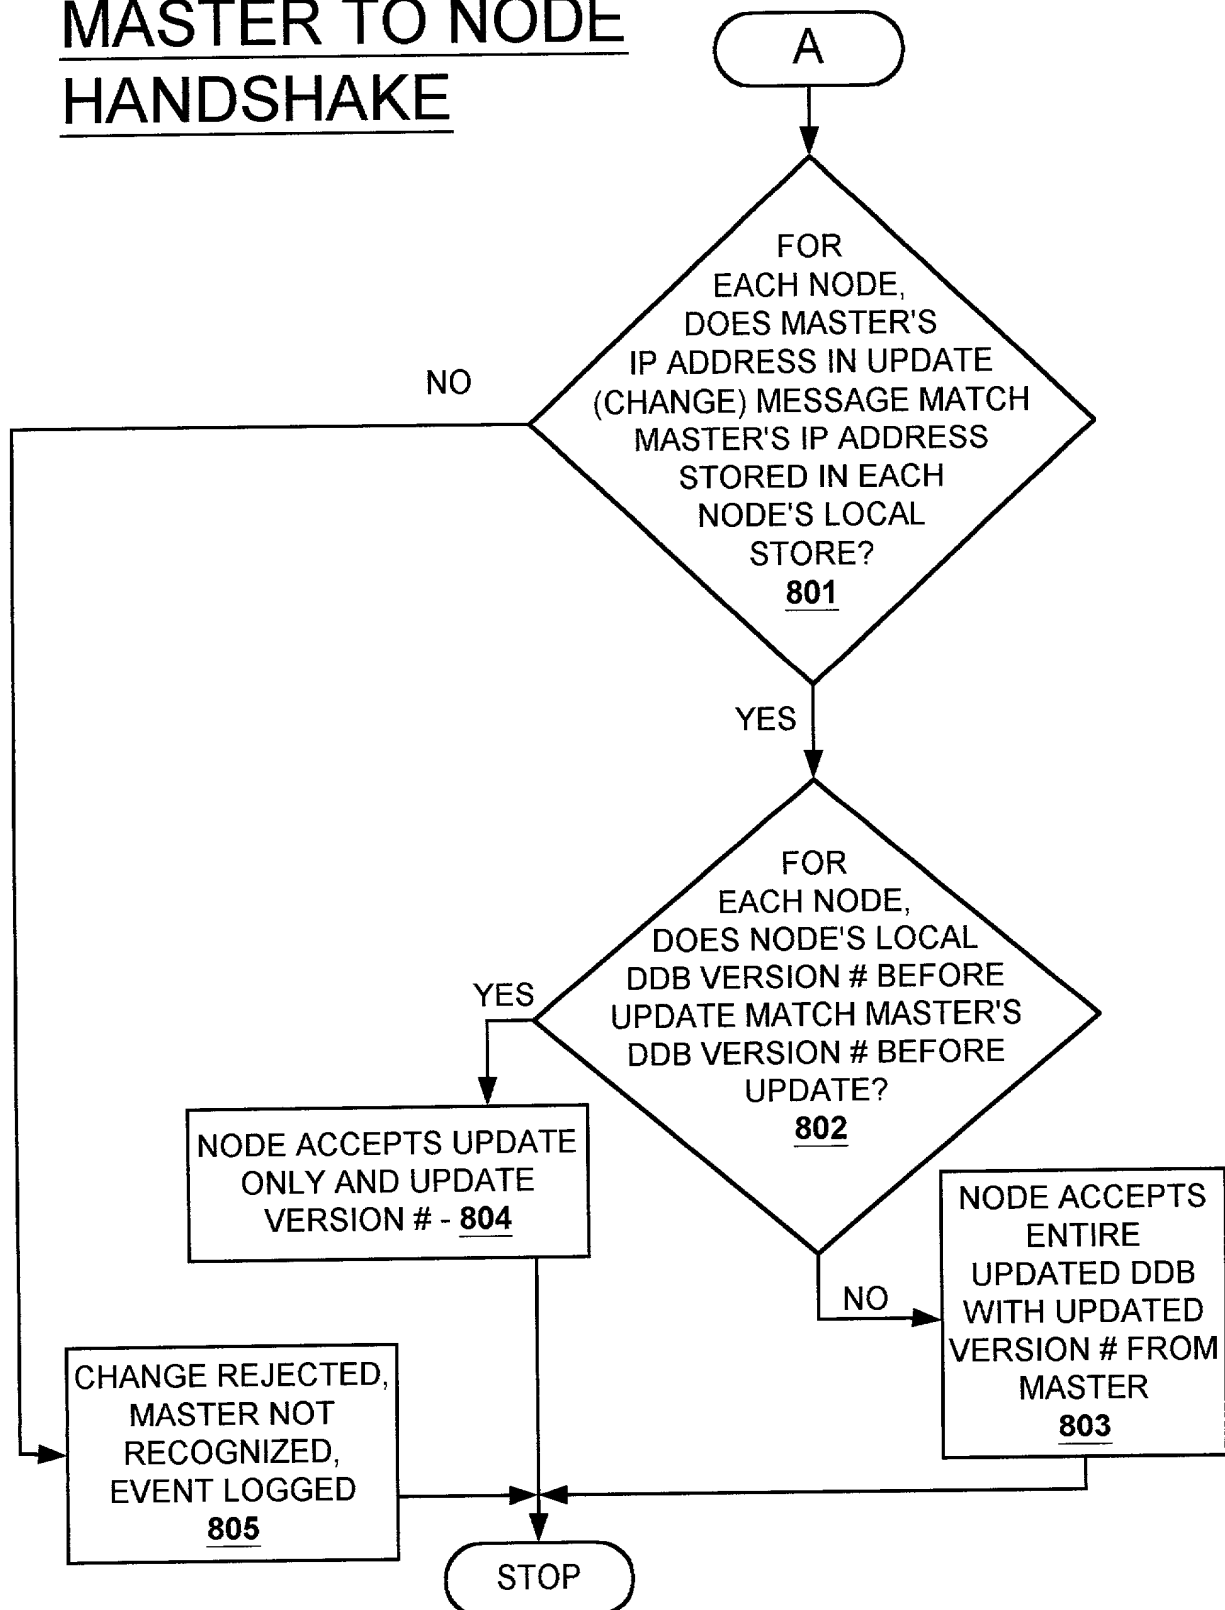 MASTER TO NODE
HANDSHAKE
A
FOR
EACH NODE,
DOES MASTER'S
IP ADDRESS IN UPDATE
(CHANGE) MESSAGE MATCH
MASTER'S IP ADDRESS
STORED IN EACH
NODE'S LOCAL
STORE?
801
NO
YES
FOR
EACH NODE,
DOES NODE'S LOCAL
DDB VERSION # BEFORE
UPDATE MATCH MASTER'S
DDB VERSION # BEFORE
UPDATE?
802
YES
NODE ACCEPTS UPDATE
ONLY AND UPDATE
VERSION # - 804
NO
NODE ACCEPTS
ENTIRE
UPDATED DDB
WITH UPDATED
VERSION # FROM
MASTER
803
CHANGE REJECTED,
MASTER NOT
RECOGNIZED,
EVENT LOGGED
805
STOP